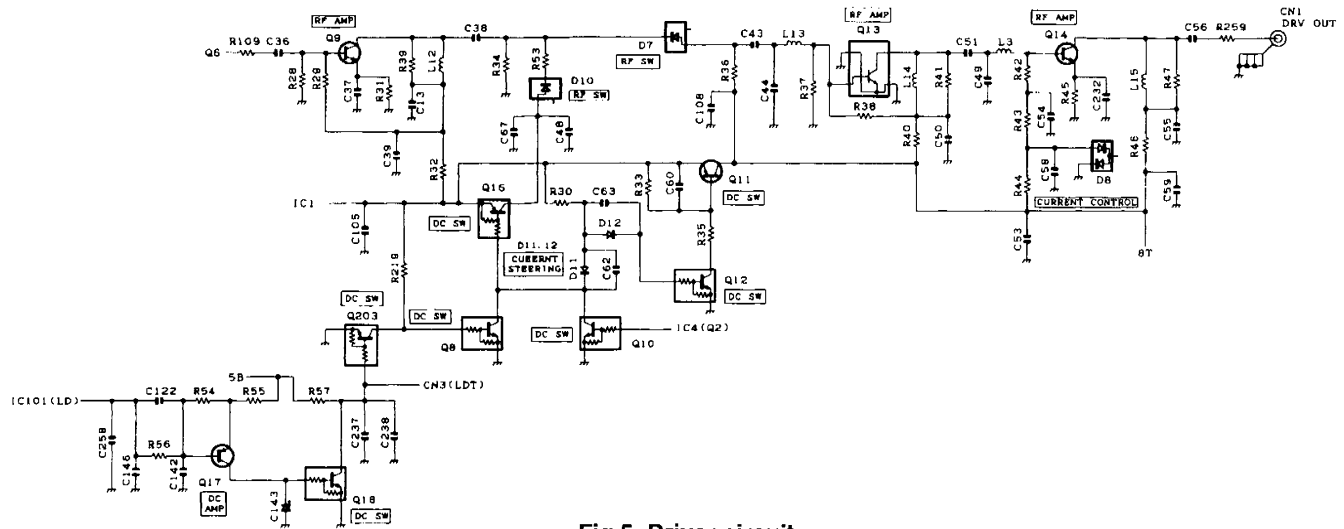 CN1
DRV OUT
RF AMP
Q9
C38
D7
RF SW
C43
L13
RF AMP
Q13
C51
L3
RF AMP
Q14
C56
R259
Q6
R109
C36
R28
R29
C37
R31
R39
L12
C13
R34
R53
D10
RF SW
R36
C108
C44
R37
R38
L14
R41
R40
C50
C49
R42
R43
R44
C54
R45
C232
L15
R47
C55
R46
C59
C58
D8
CURRENT CONTROL
C53
8T
C39
R32
C67
C48
IC1
C105
R219
Q16
DC SW
R30
C63
D12
R33
C60
Q11
DC SW
R35
D11.12
CUEERNT
STEERING
D11
C62
Q12
DC SW
DC SW
Q203
DC SW
Q8
DC SW
Q10
IC4(Q2)
5B
CN3(LDT)
IC101(LD)
C122
R54
R55
R57
C258
C146
R56
C142
Q17
DC
AMP
C143
Q18
DC SW
C237
C238